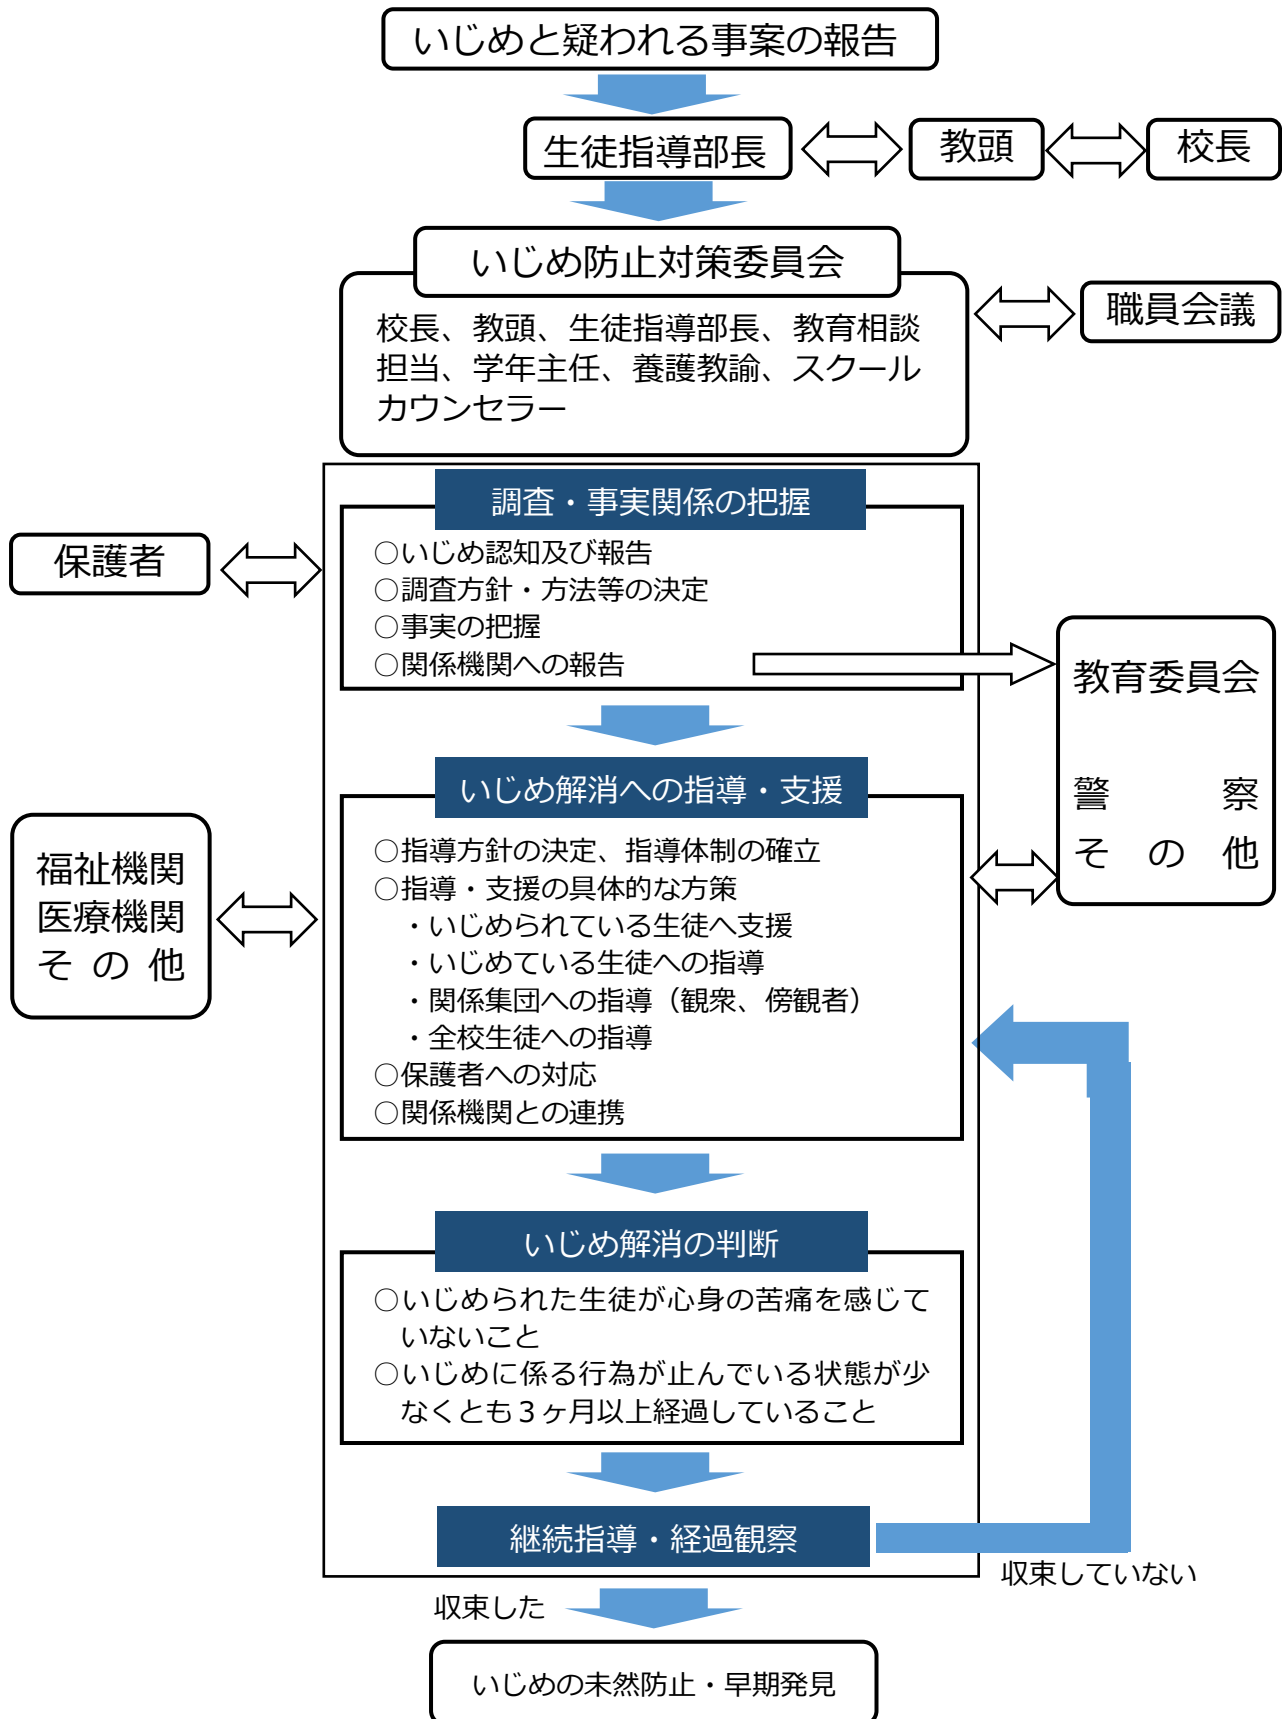 いじめと疑われる事案の報告
生徒指導部長
教頭
校長
いじめ防止対策委員会
校長、教頭、生徒指導部長、教育相談
担当、学年主任、養護教諭、スクール
カウンセラー
職員会議
調査・事実関係の把握
○いじめ認知及び報告
○調査方針・方法等の決定
○事実の把握
○関係機関への報告
保護者
教育委員会
警察
その他
いじめ解消への指導・支援
○指導方針の決定、指導体制の確立
○指導・支援の具体的な方策
・いじめられている生徒へ支援
・いじめている生徒への指導
・関係集団への指導（観衆、傍観者）
・全校生徒への指導
○保護者への対応
○関係機関との連携
福祉機関
医療機関
その他
いじめ解消の判断
○いじめられた生徒が心身の苦痛を感じて
いないこと
○いじめに係る行為が止んでいる状態が少
なくとも３ヶ月以上経過していること
継続指導・経過観察
収束していない
収束した
いじめの未然防止・早期発見